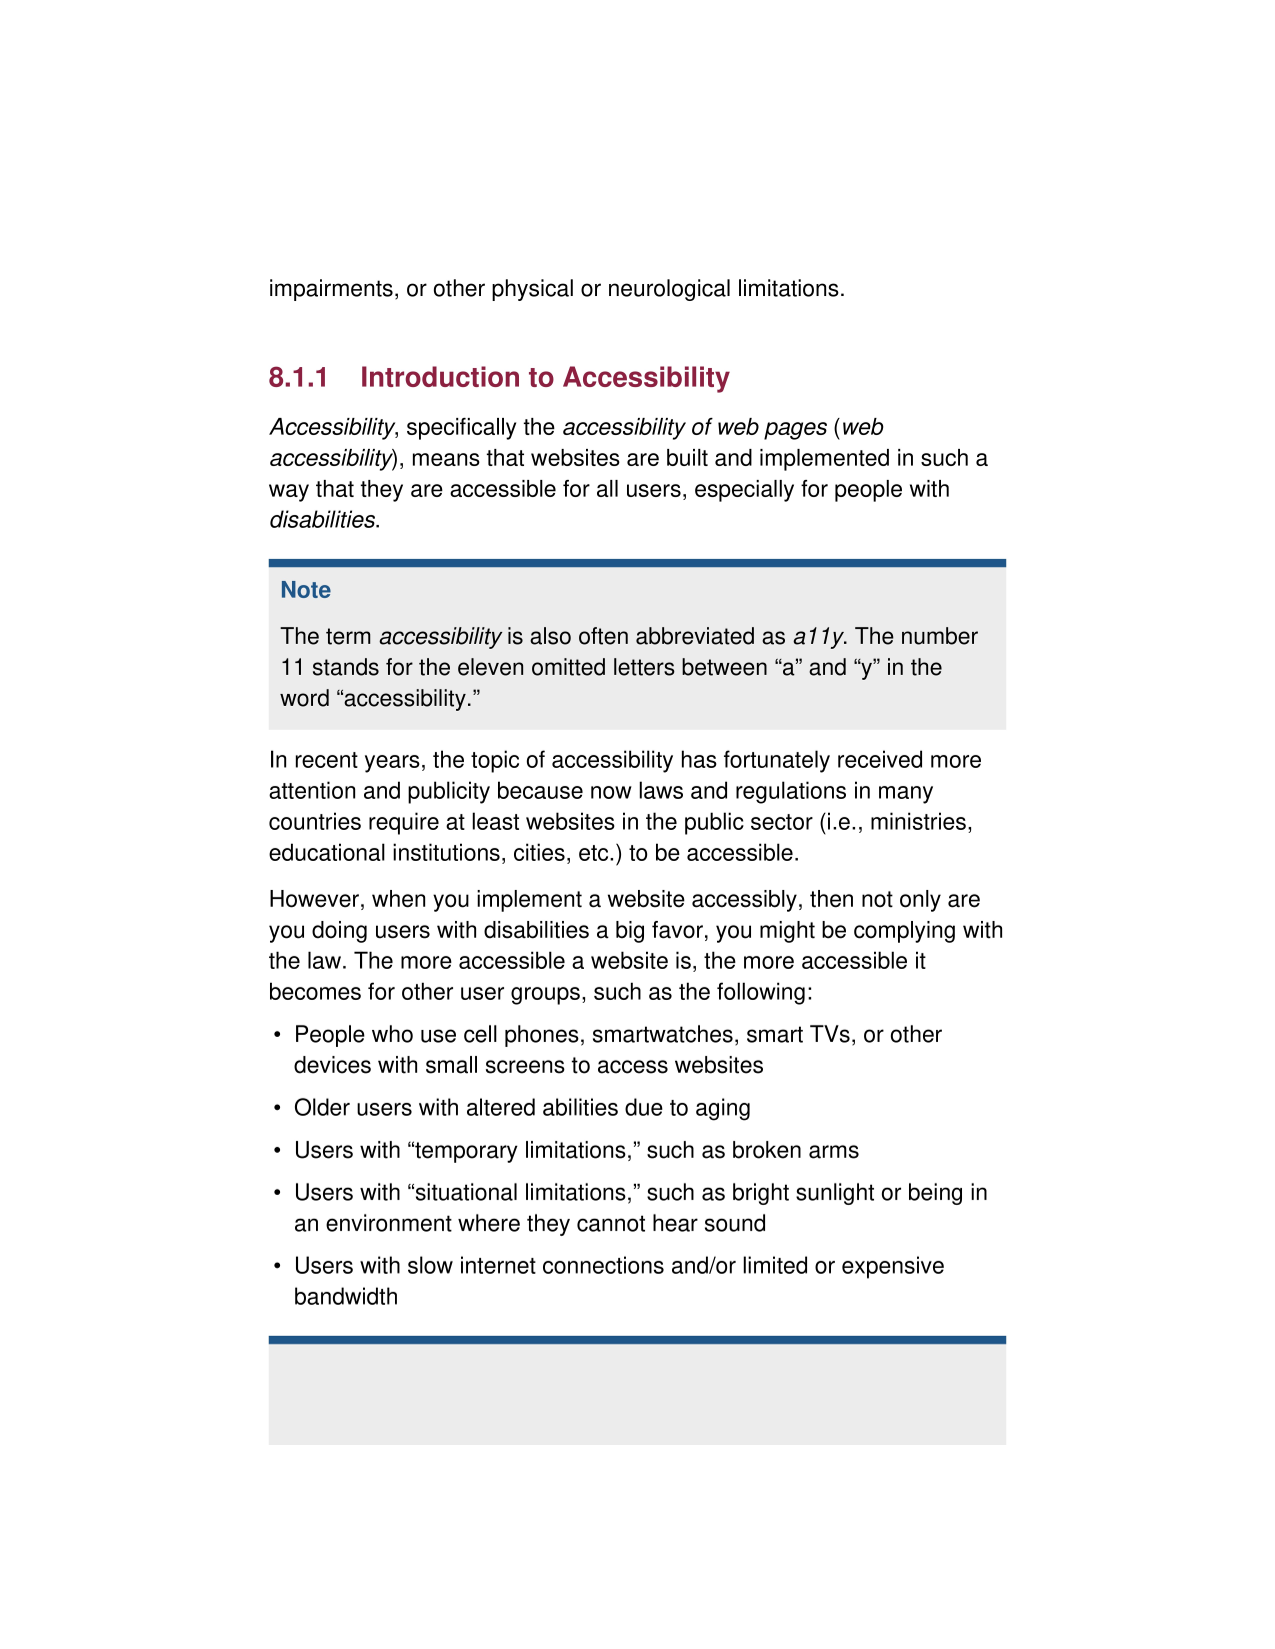 impairments, or other physical or neurological limitations.
8.1.1 Introduction to Accessibility
Accessibility, specifically the accessibility of web pages (web
accessibility), means that websites are built and implemented in such a
way that they are accessible for all users, especially for people with
disabilities.
Note
The term accessibility is also often abbreviated as a11y. The number
11 stands for the eleven omitted letters between “a” and “y” in the
word “accessibility.”
In recent years, the topic of accessibility has fortunately received more
attention and publicity because now laws and regulations in many
countries require at least websites in the public sector (i.e., ministries,
educational institutions, cities, etc.) to be accessible.
However, when you implement a website accessibly, then not only are
you doing users with disabilities a big favor, you might be complying with
the law. The more accessible a website is, the more accessible it
becomes for other user groups, such as the following:
• People who use cell phones, smartwatches, smart TVs, or other
devices with small screens to access websites
• Older users with altered abilities due to aging
• Users with “temporary limitations,” such as broken arms
• Users with “situational limitations,” such as bright sunlight or being in
an environment where they cannot hear sound
• Users with slow internet connections and/or limited or expensive
bandwidth